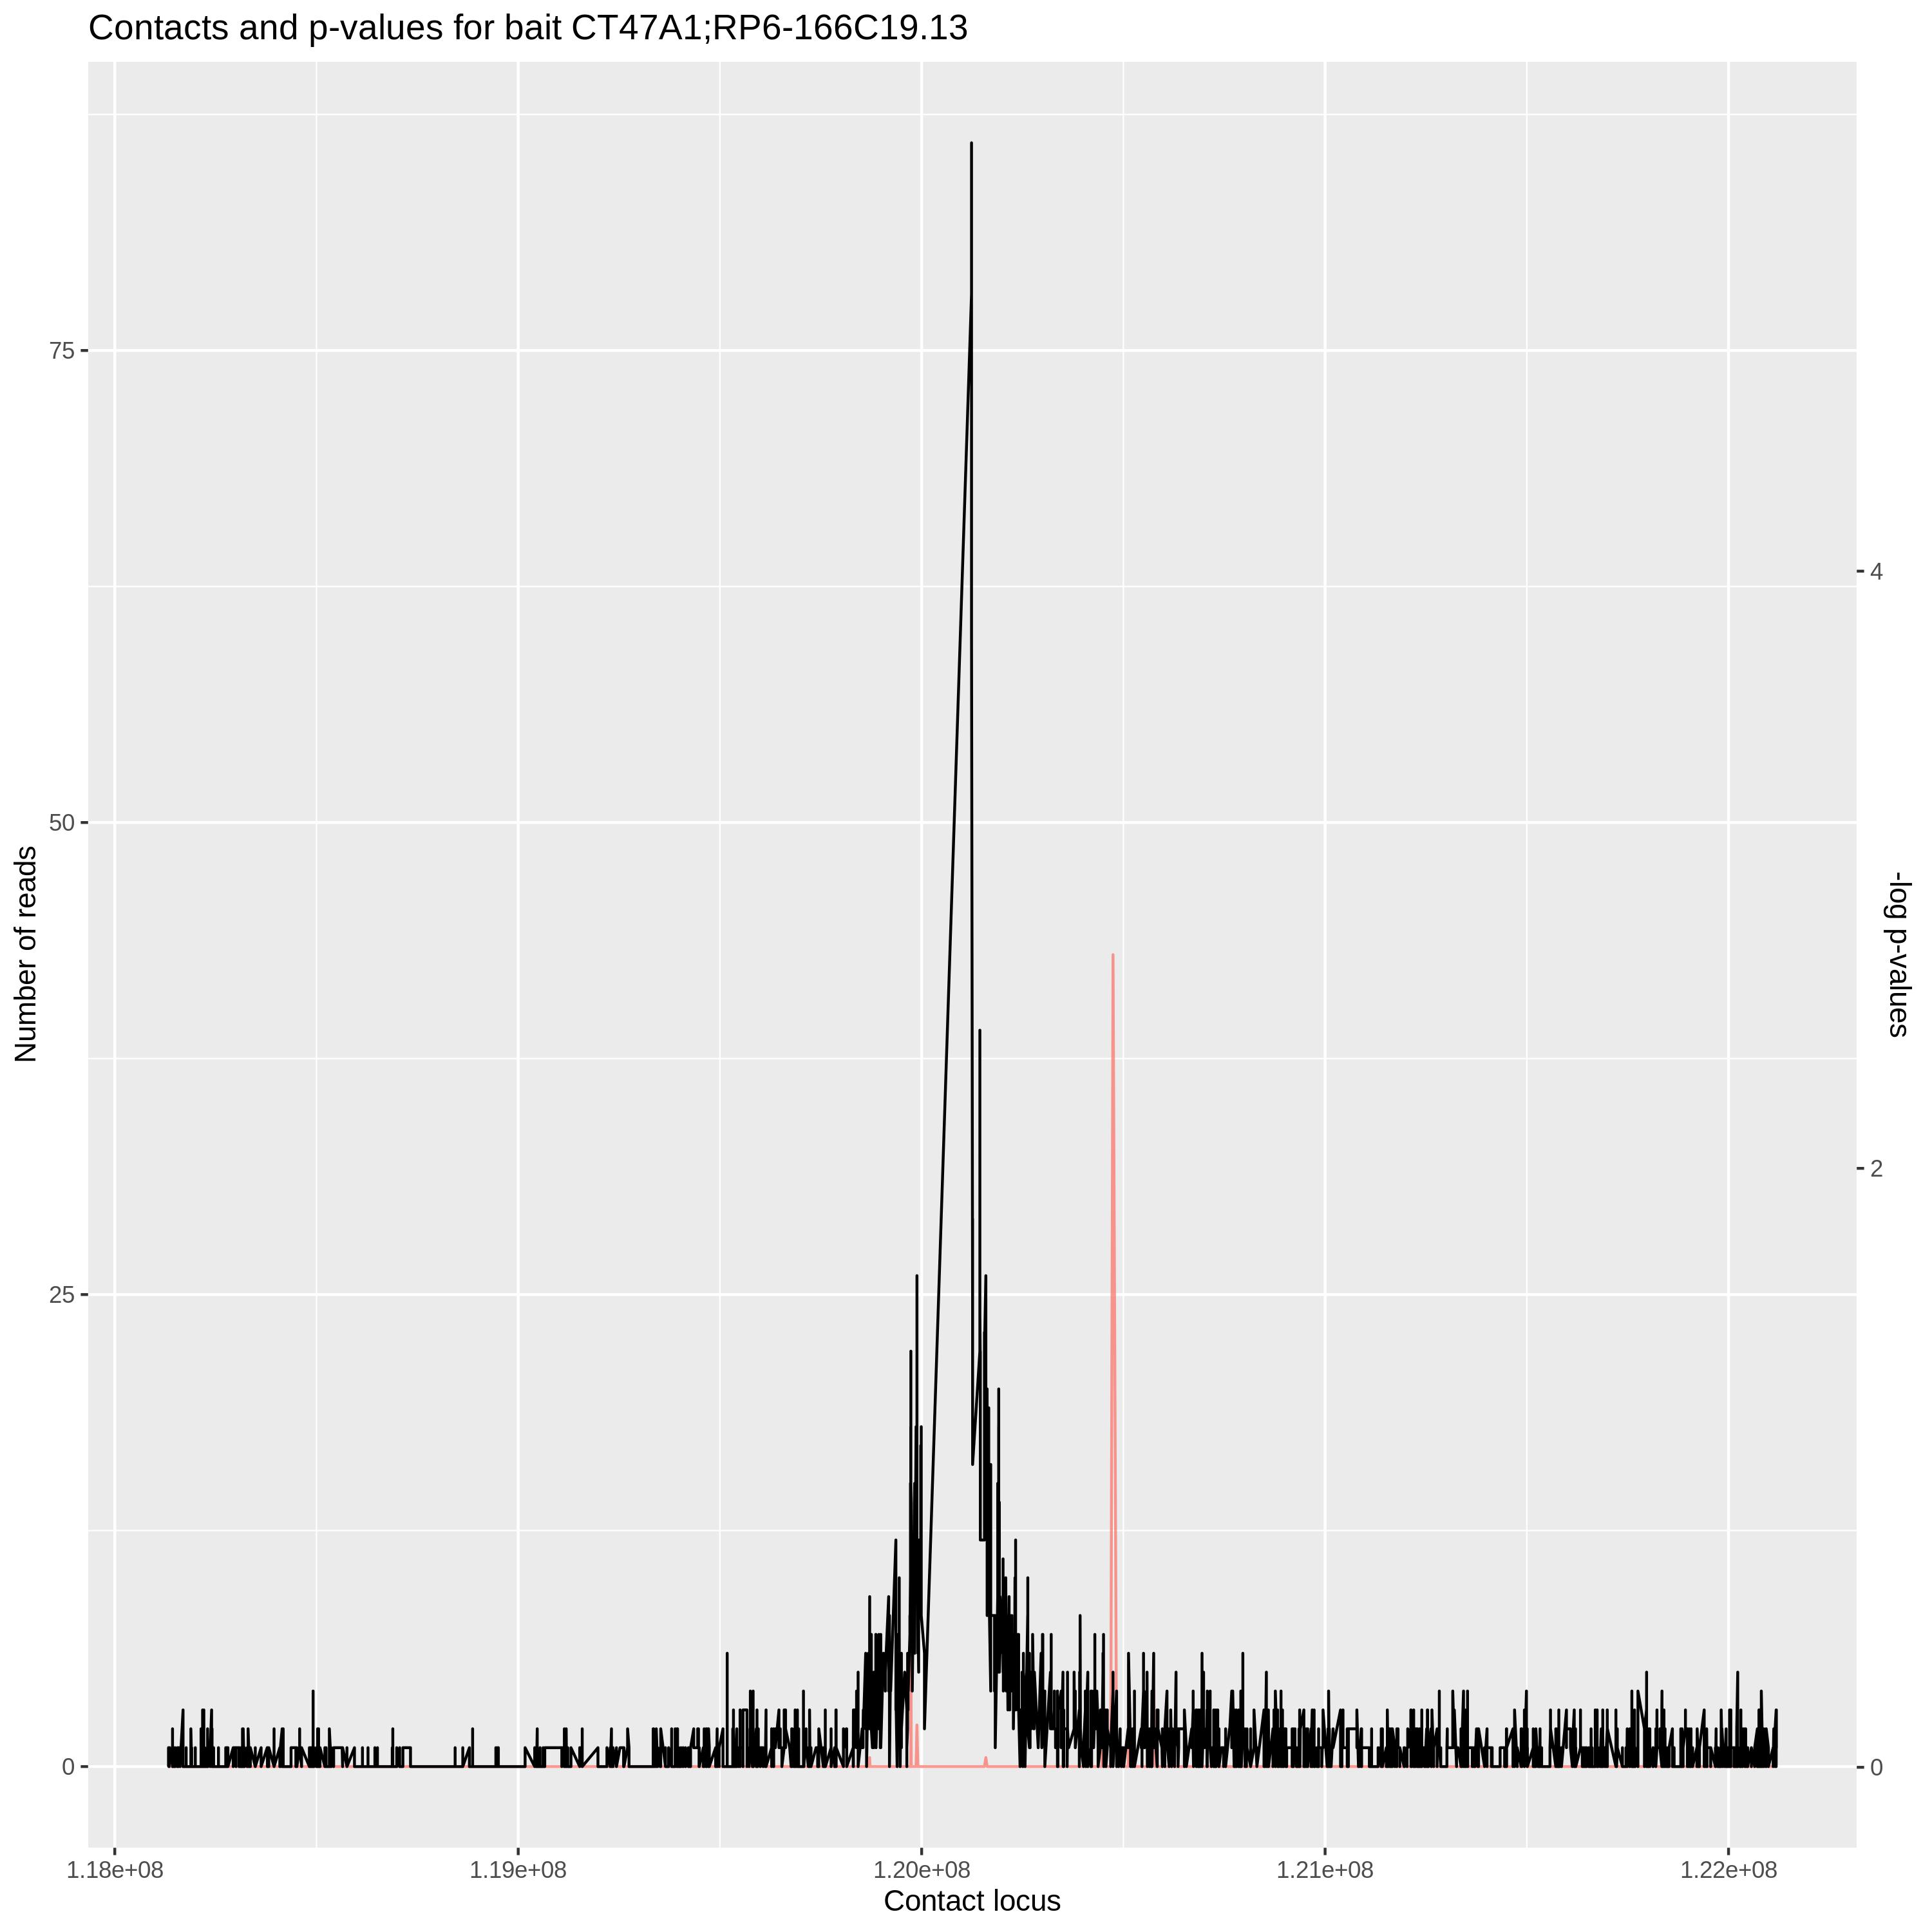 Contacts and p-values for bait CT47A1;RP6-166C19.13
75
50
25
0
Number of reads
4
2
0
-log p-values
1.18e+08 1.19e+08 1.20e+08 1.21e+08 1.22e+08
Contact locus